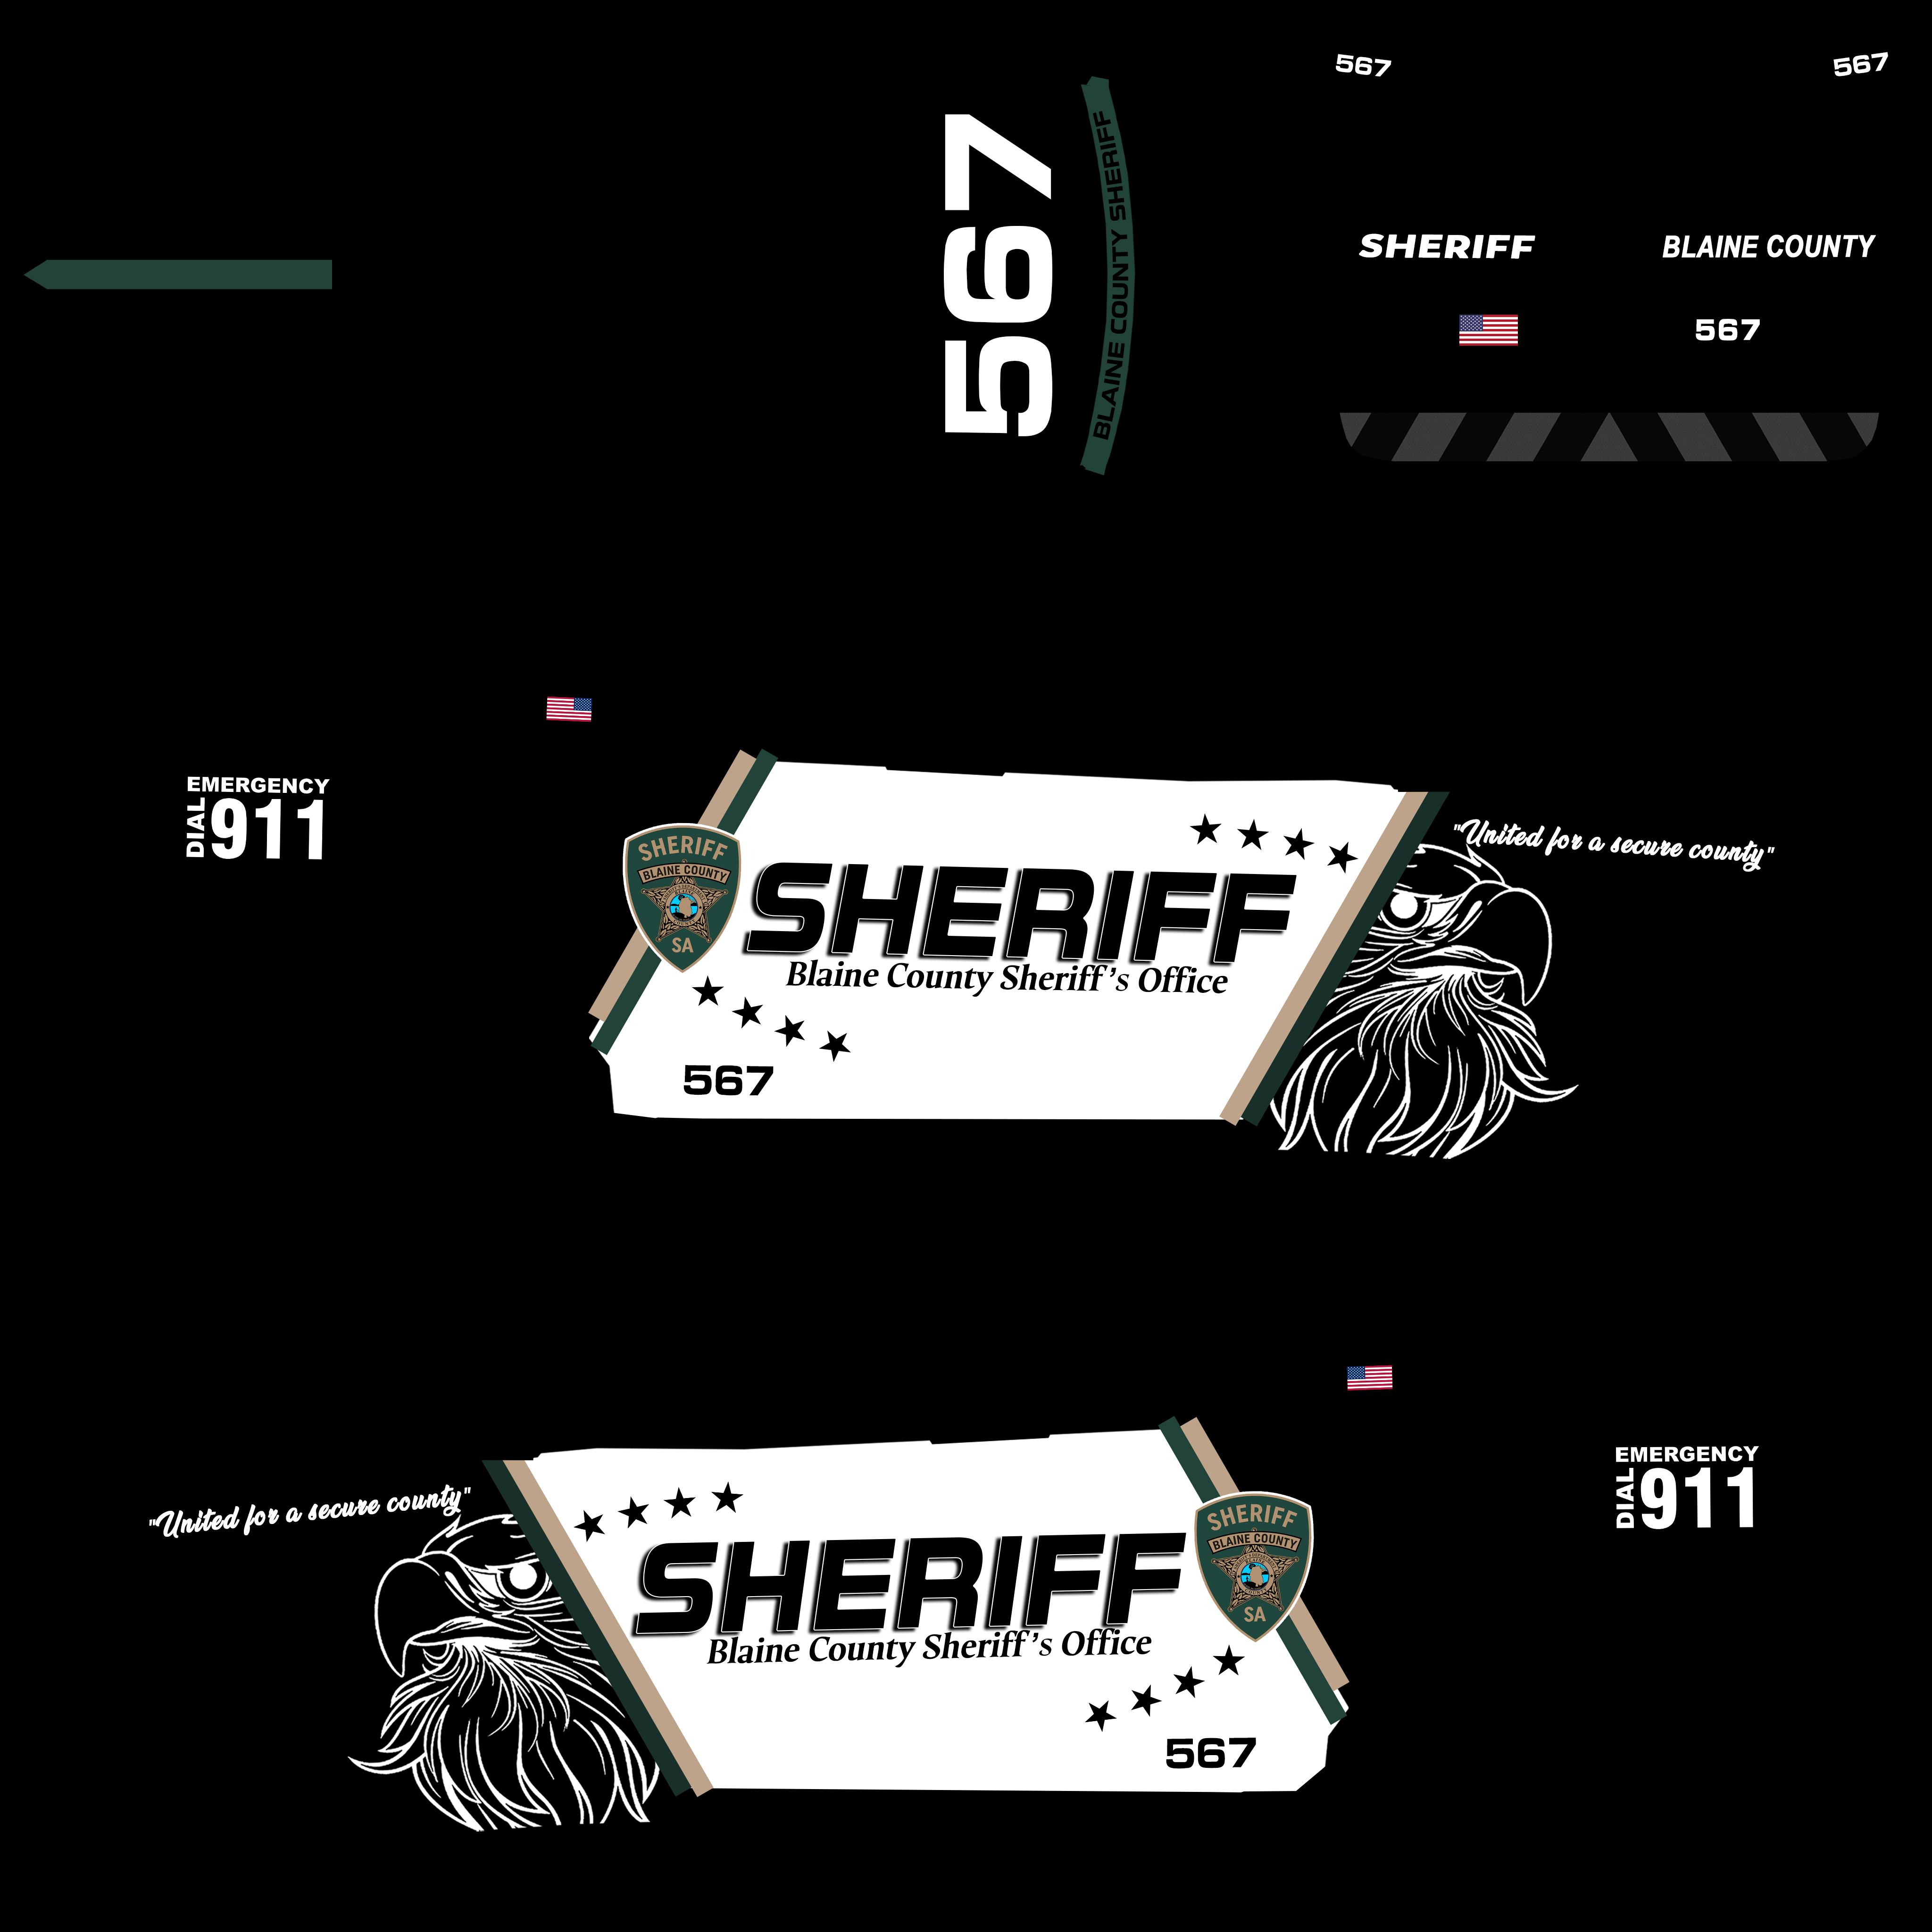 567
567
567
BLAINE COUNTY SHERIFF
SHERIFF
BLAINE COUNTY
567
EMERGENCY
DIAL
911
SHERIFF
BLAINE COUNTY
SA
SHERIFF
Blaine County Sheriff's Office
567
"United for a secure county"
"United for a secure county"
SHERIFF
Blaine County Sheriff's Office
SHERIFF
BLAINE COUNTY
SA
567
EMERGENCY
DIAL
911